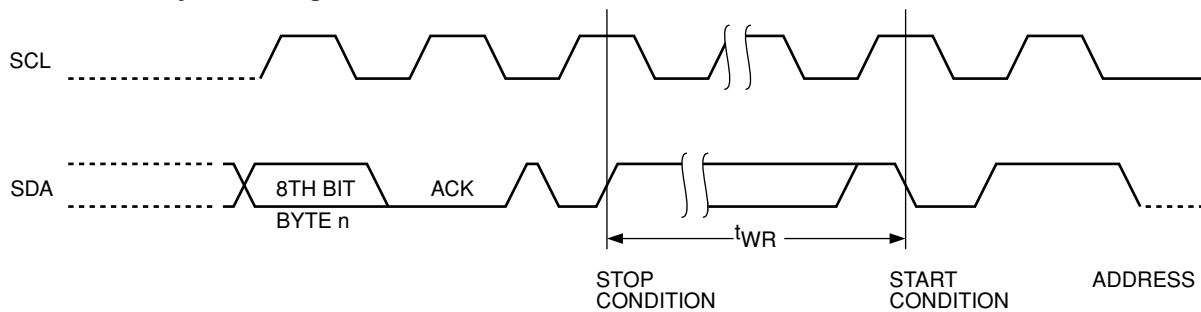 SCL
SDA
8TH BIT
ACK
BYTE n
tWR
STOP
CONDITION
START
CONDITION
ADDRESS